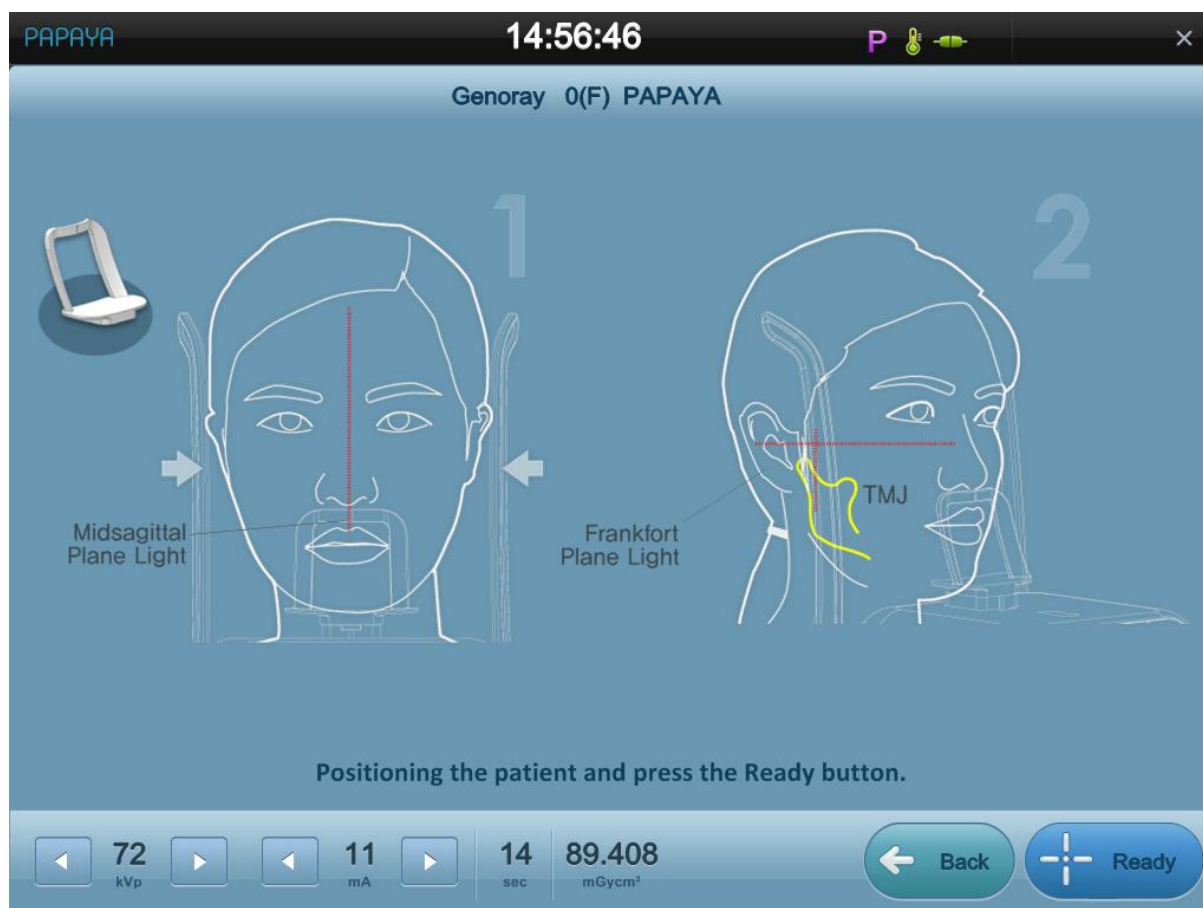 PAPAYA
14:56:46
P
Genoray 0(F) PAPAYA
1
2
Midsagittal
Plane Light
Frankfort
Plane Light
TMJ
Positioning the patient and press the Ready button.
72
kVp
11
mA
14
sec
89.408
mGycm²
Back
Ready